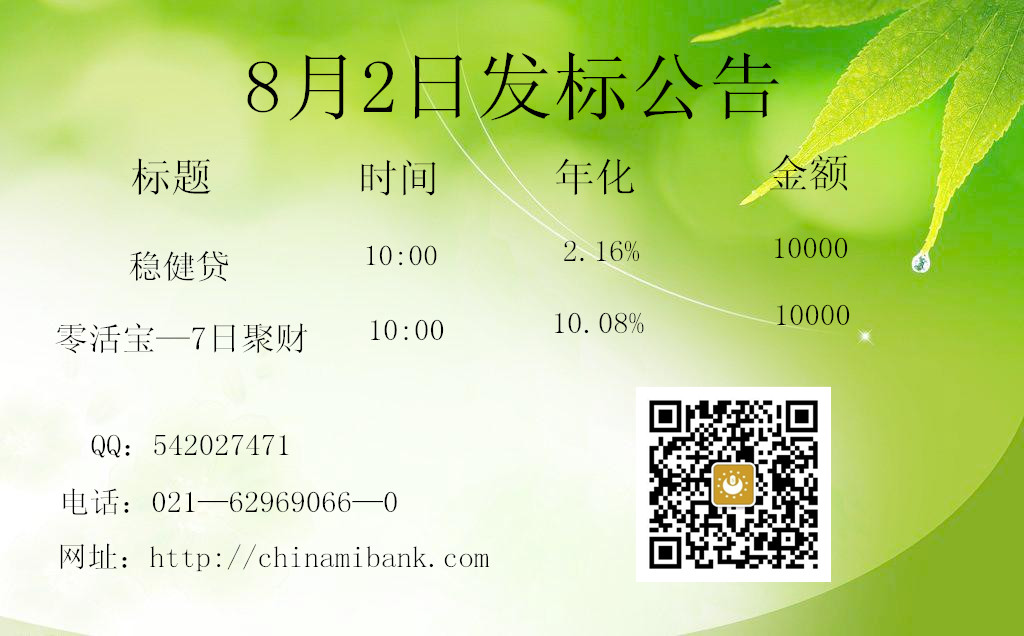 8月2日发标公告
标题 时间 年化 金额
稳健贷 10:00 2.16% 10000
零活宝—7日聚财 10:00 10.08% 10000
QQ：542027471
电话：021—62969066—0
网址：http://chinamibank.com